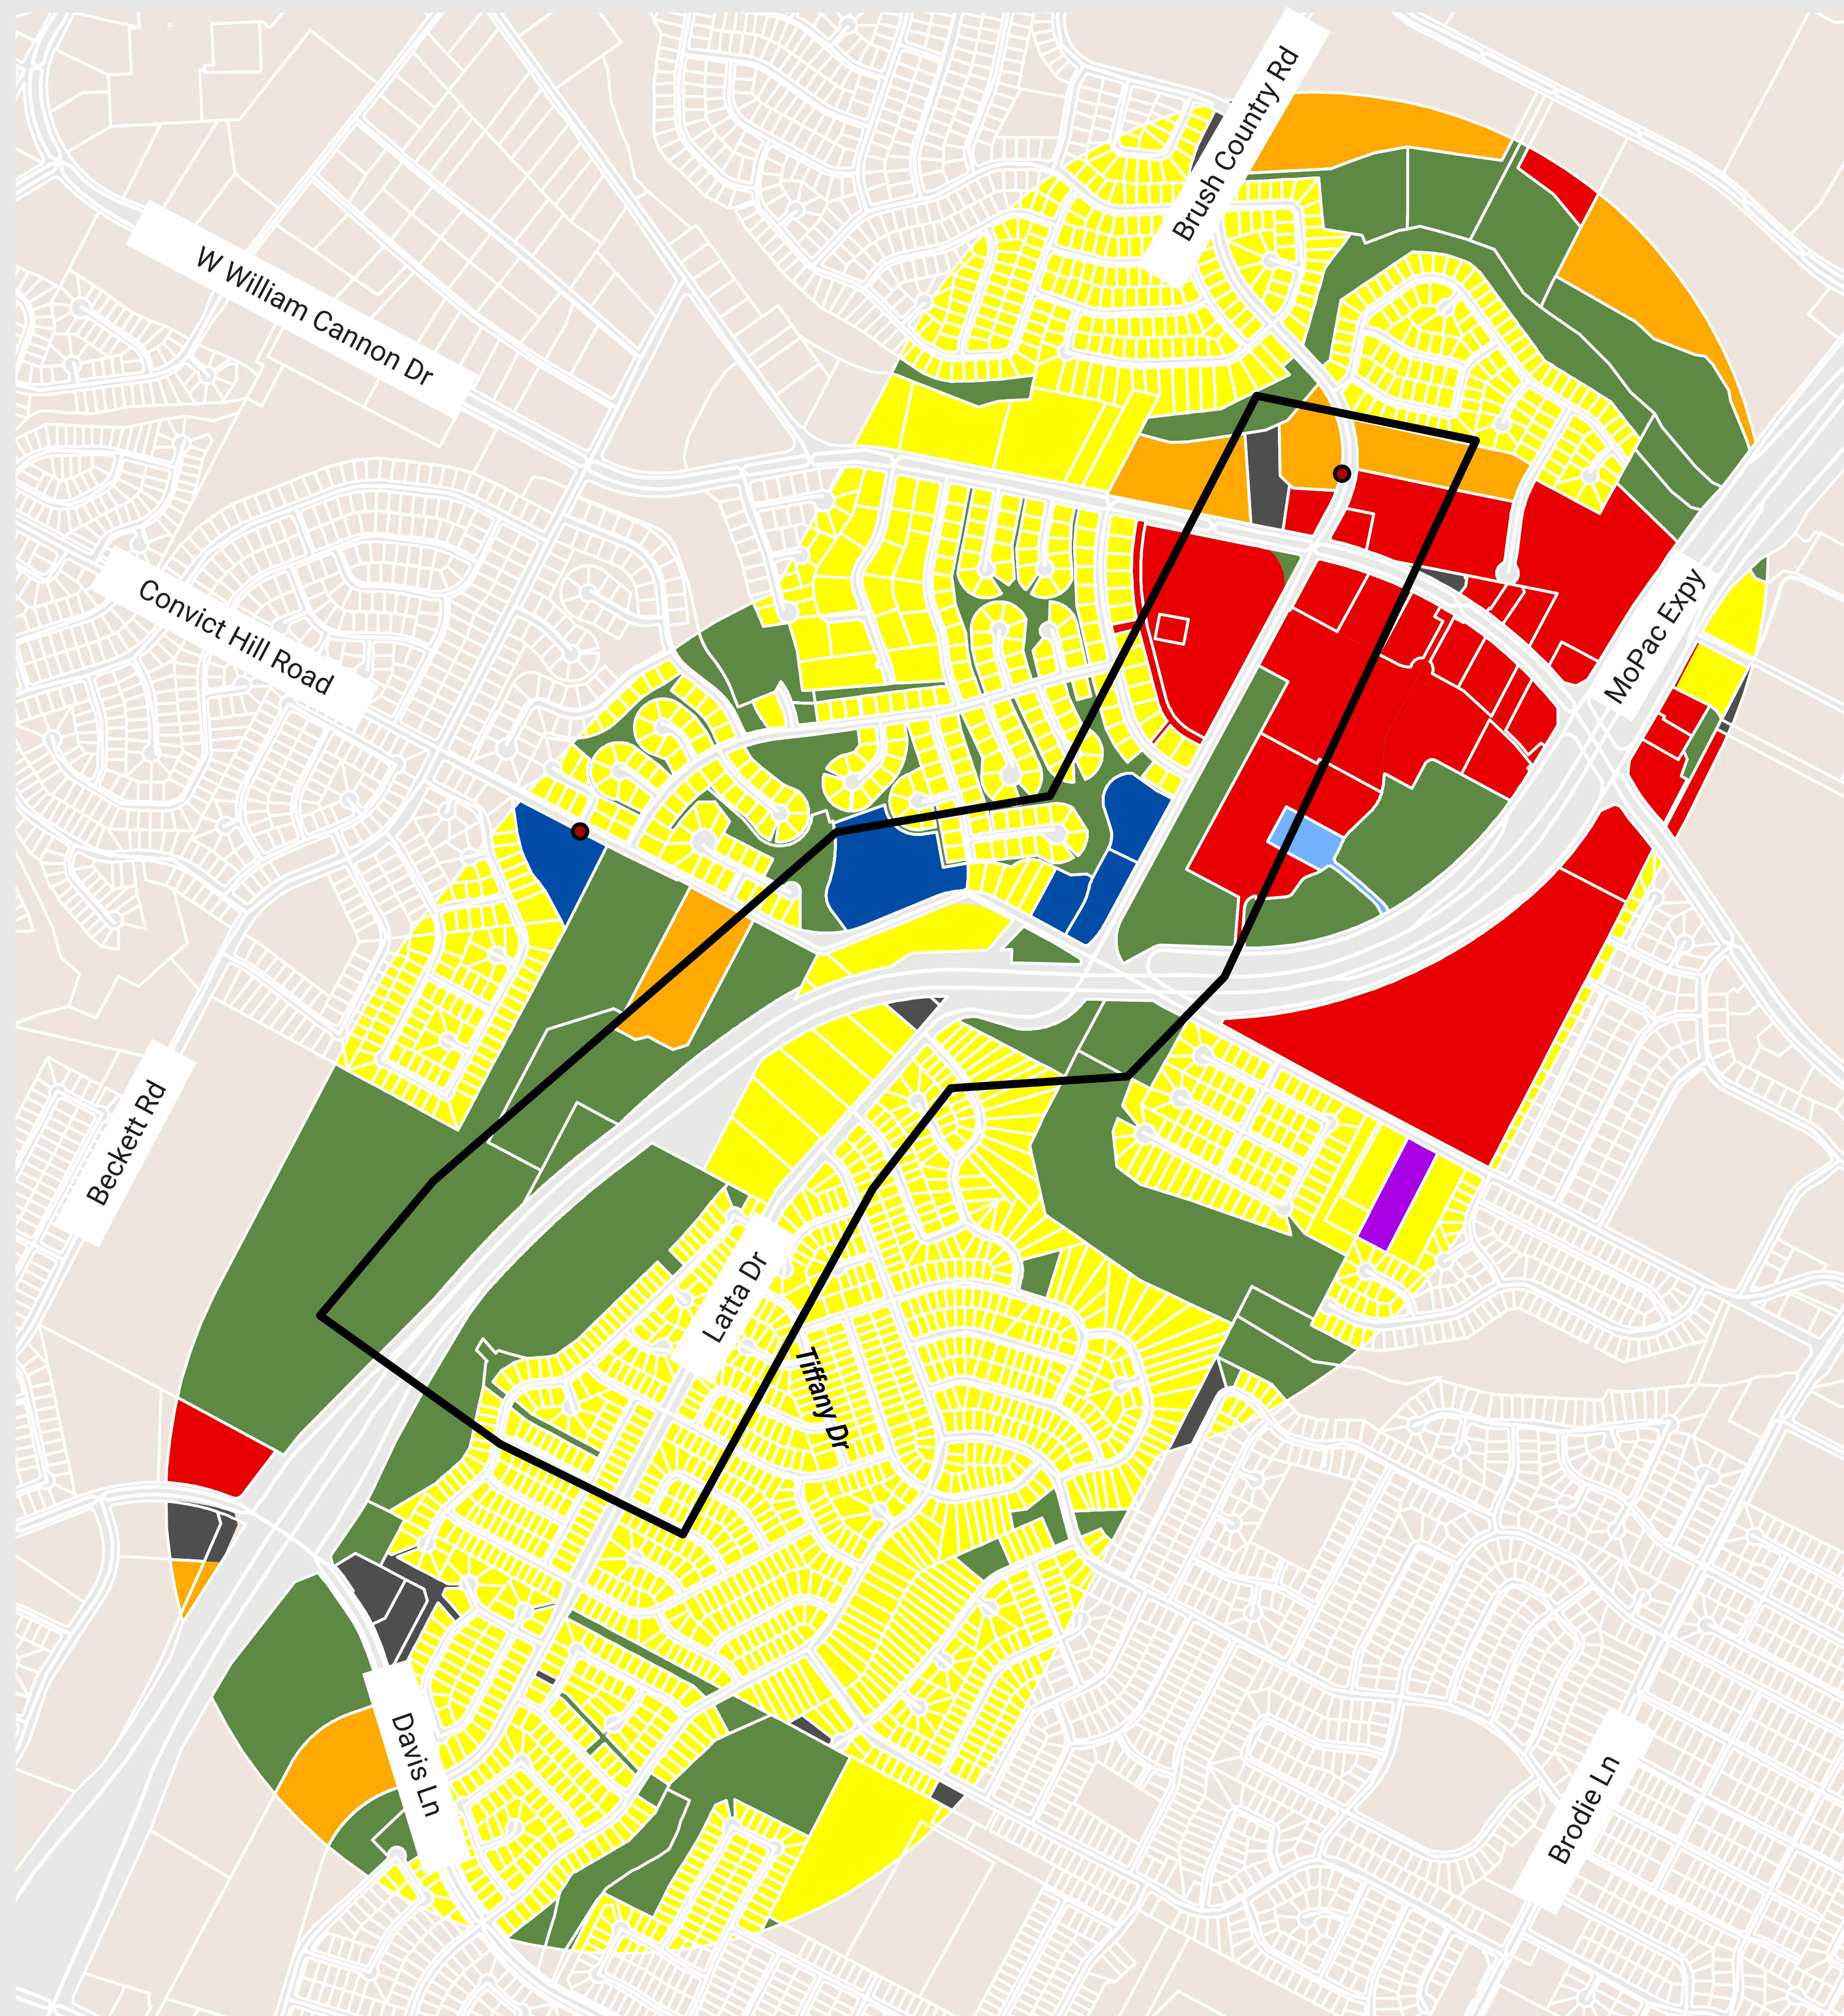 Brush Country Rd
W William Cannon Dr
Convict Hill Road
MoPac Expy
Beckett Rd
Latta Dr
Tiffany Dr
Davis Ln
Brodie Ln